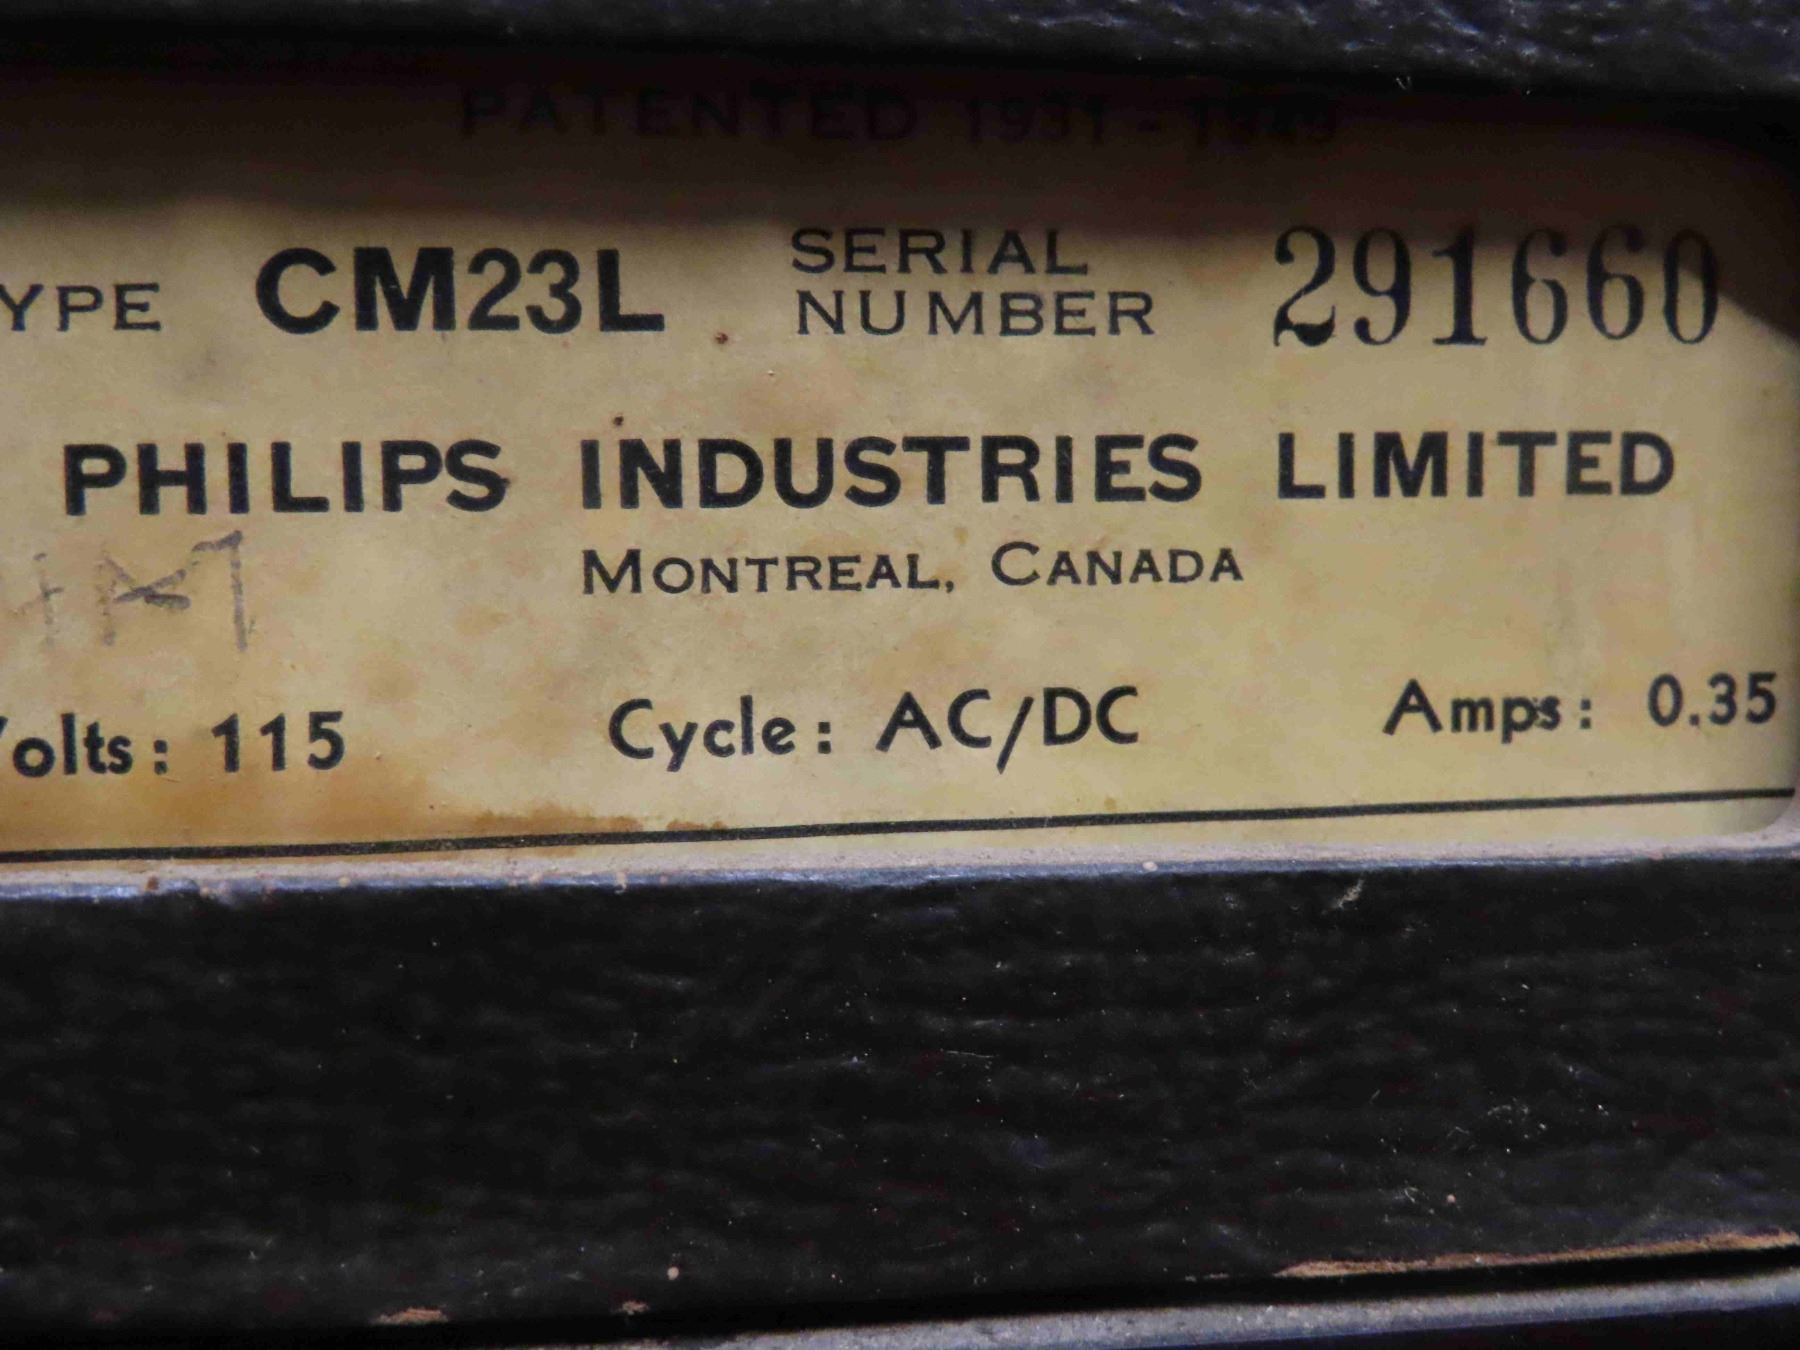 PATENTED 1931 - 1949
YPE CM23L SERIAL NUMBER 291660
PHILIPS INDUSTRIES LIMITED
MONTREAL, CANADA
Volts: 115 Cycle: AC/DC Amps: 0.35